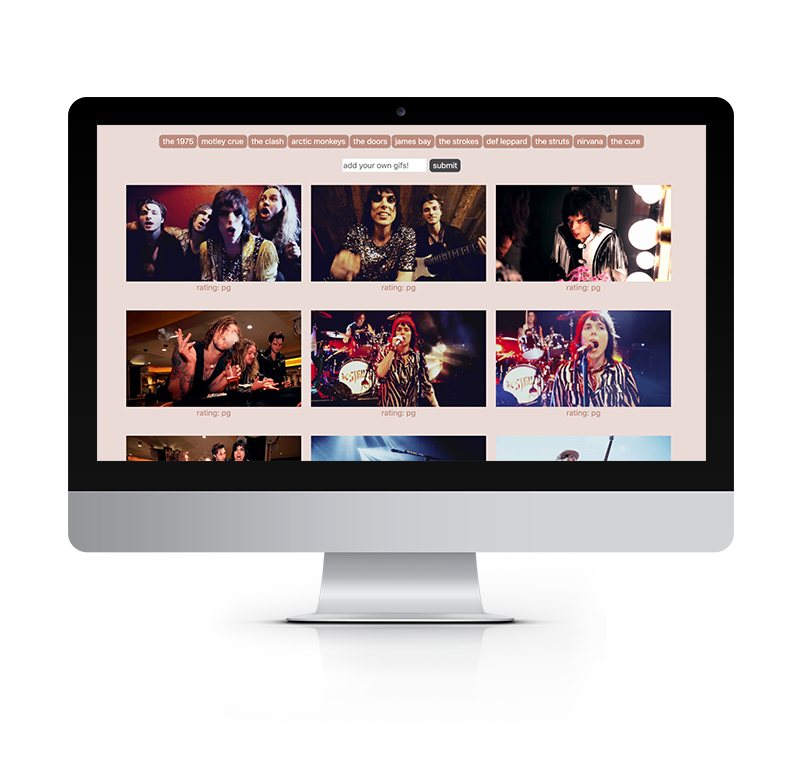 the 1975 motley crue the clash arctic monkeys the doors james bay the strokes def leppard the struts nirvana the cure
add your own gifs! submit
rating: pg rating: pg rating: pg
rating: pg rating: pg rating: pg